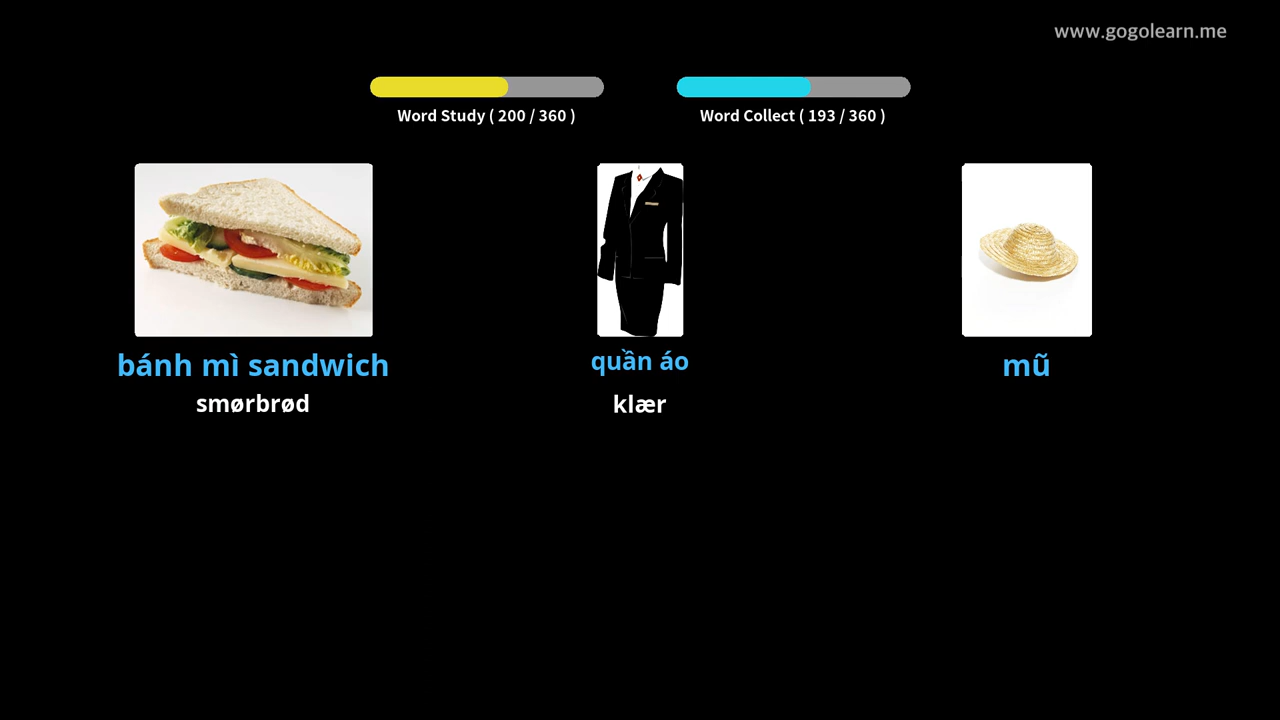 www.gogolearn.me
Word Study ( 200 / 360 )
Word Collect ( 193 / 360 )
bánh mì sandwich
smørbrød
quần áo
klær
mũ